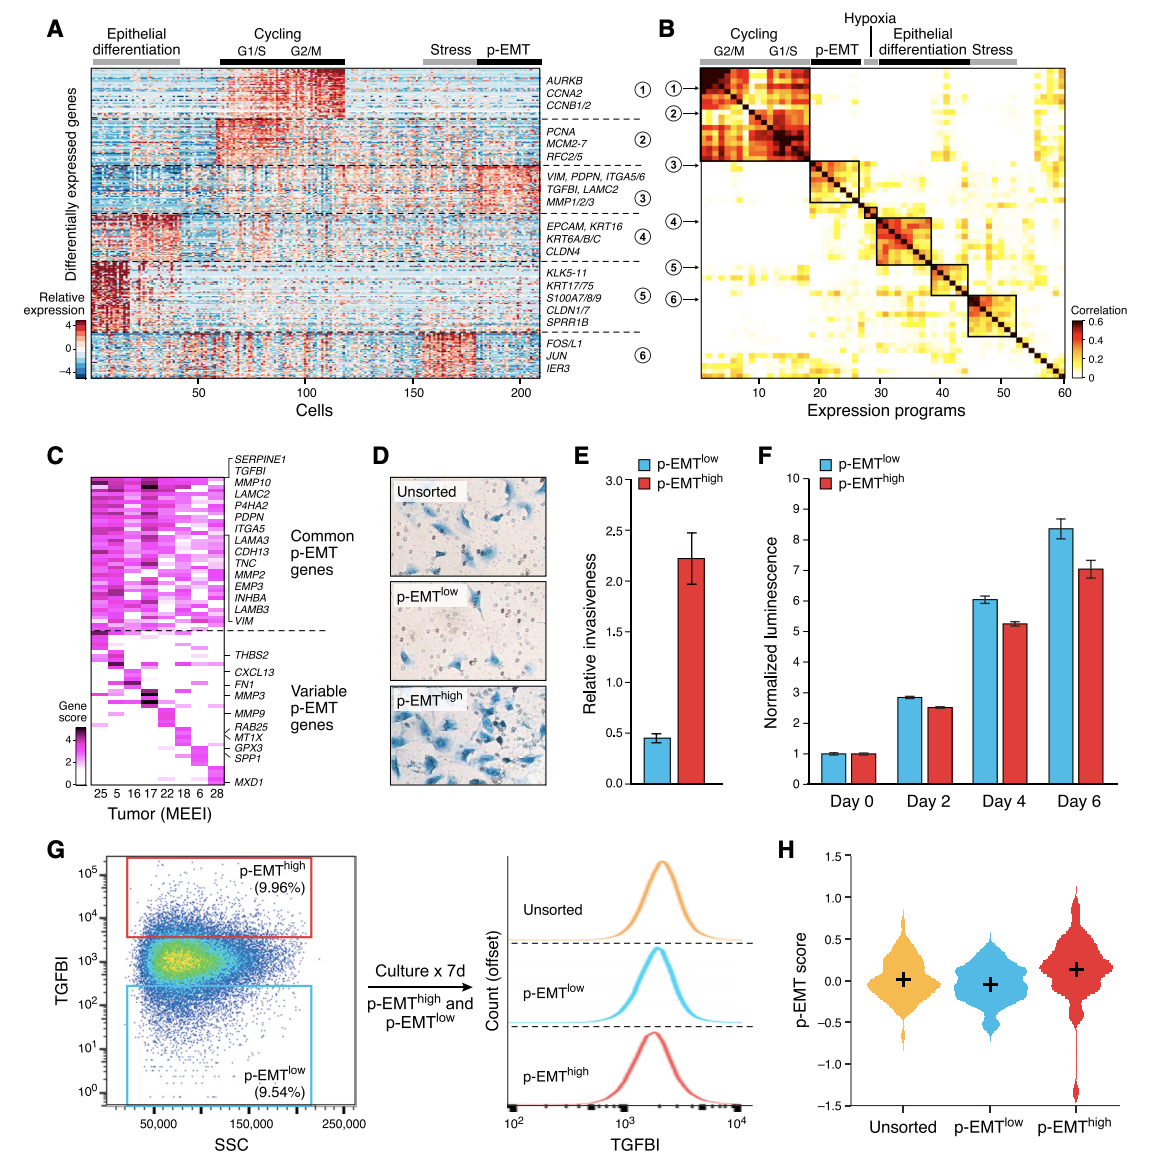 A
Epithelial
differentiation
Cycling
G1/S G2/M
Stress p-EMT
Differentially expressed genes
AURKB
CCNA2
CCNB1/2
1
PCNA
MCM2-7
RFC2/5
2
VIM, PDPN, ITGA5/6
TGFBI, LAMC2
MMP1/2/3
3
EPCAM, KRT16
KRT6A/B/C
CLDN4
4
KLK5-11
KRT17/75
S100A7/8/9
CLDN1/7
SPRR1B
5
FOS/L1
JUN
IER3
6
Relative
expression
4
0
−4
50 100 150 200
Cells
B
Hypoxia
Cycling
G2/M G1/S
p-EMT
Epithelial
differentiation
Stress
1
2
3
4
5
6
Correlation
0.6
0.4
0.2
0
10 20 30 40 50 60
Expression programs
C
SERPINE1
TGFBI
MMP10
LAMC2
P4HA2
PDPN
ITGA5
LAMA3
CDH13
TNC
MMP2
EMP3
INHBA
LAMB3
VIM
Common
p-EMT
genes
THBS2
CXCL13
FN1
MMP3
MMP9
RAB25
MT1X
GPX3
SPP1
MXD1
Variable
p-EMT
genes
Gene
score
4
2
0
25 5 16 17 22 18 6 28
Tumor (MEEI)
D
Unsorted
p-EMTlow
p-EMThigh
E
p-EMTlow
p-EMThigh
Relative invasiveness
3.0
2.5
2.0
1.5
1.0
0.5
0.0
F
p-EMTlow
p-EMThigh
Normalized luminescence
10
9
8
7
6
5
4
3
2
1
0
Day 0 Day 2 Day 4 Day 6
G
TGFBI
10⁵
10⁴
10³
10²
10¹
10⁰
p-EMThigh
(9.96%)
p-EMTlow
(9.54%)
50,000 150,000 250,000
SSC
Culture x 7d
p-EMThigh and
p-EMTlow
Count (offset)
Unsorted
p-EMTlow
p-EMThigh
10² 10³ 10⁴
TGFBI
H
p-EMT score
1.5
1.0
0.5
0.0
−0.5
−1.0
−1.5
Unsorted p-EMTlow p-EMThigh